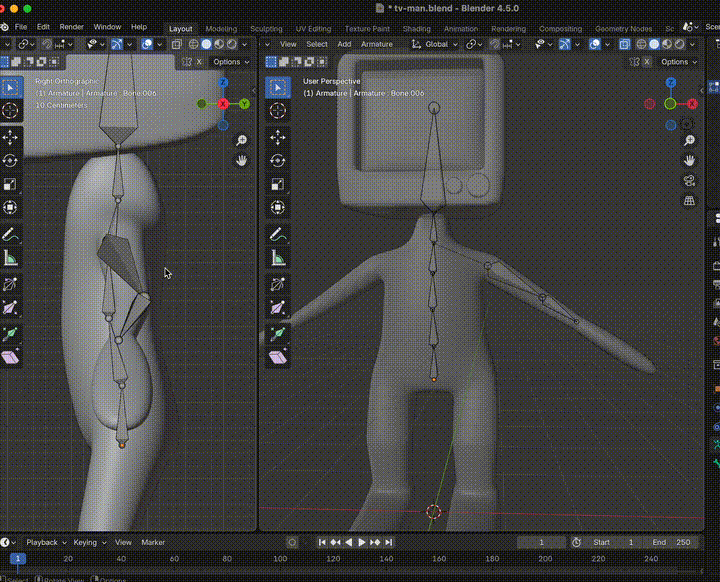 * tv-man.blend - Blender 4.5.0
File Edit Render Window Help Layout Modeling Sculpting UV Editing Texture Paint Shading Animation Rendering Compositing Geometry Nodes
View Select Add Armature Global
Options
Options
Right Orthographic
(1) Armature | Armature : Bone.006
10 Centimeters
User Perspective
(1) Armature | Armature : Bone.006
Z
Y
X
Z
X
Playback Keying View Marker
1 Start 1 End 250
1 20 40 60 80 100 120 140 160 180 200 220 240
Select Rotate View Options